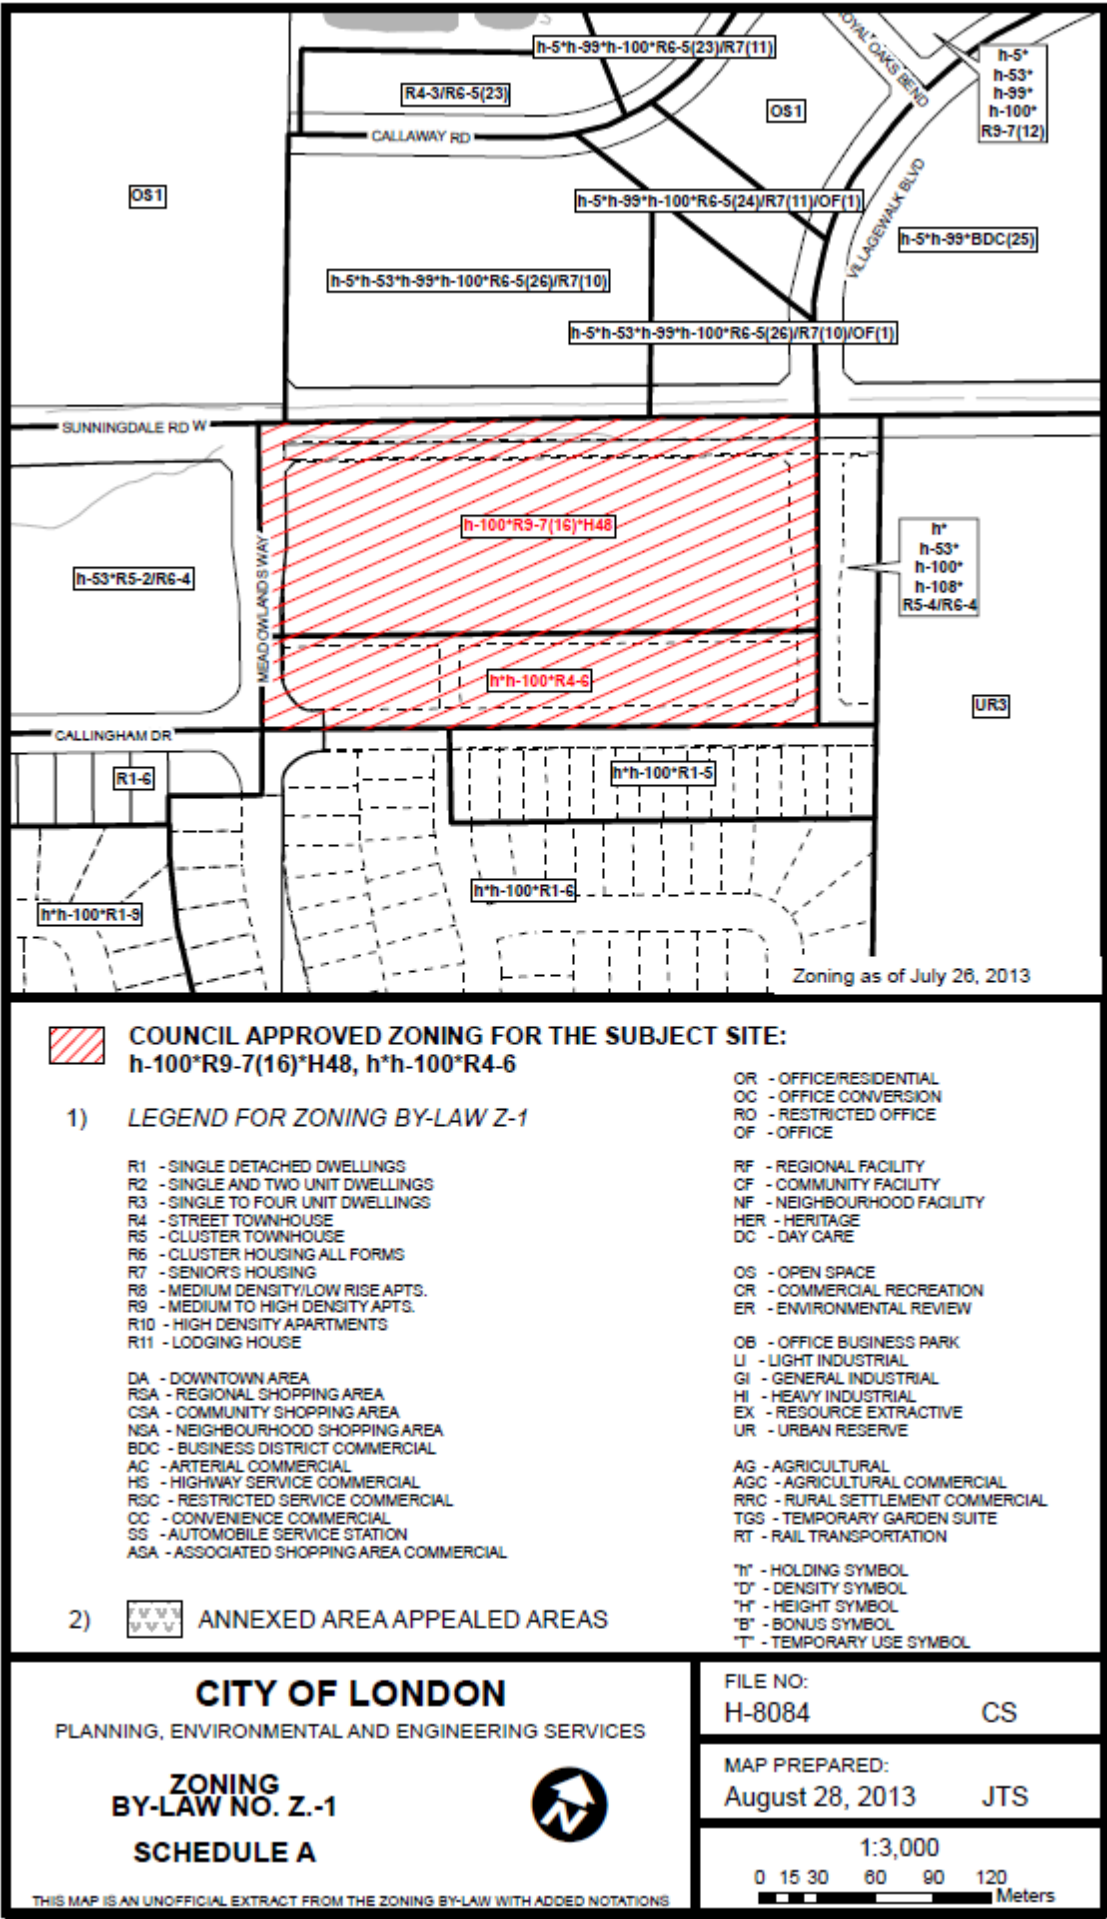 h-5*h-99*h-100*R6-5(23)/R7(11)
ROYAL OAKS BEND
h-5*
h-53*
h-99*
h-100*
R9-7(12)
R4-3/R6-5(23)
OS1
CALLAWAY RD
OS1
h-5*h-99*h-100*R6-5(24)/R7(11)/OF(1)
VILLAGEWALK BLVD
h-5*h-99*BDC(25)
h-5*h-53*h-99*h-100*R6-5(26)/R7(10)
h-5*h-53*h-99*h-100*R6-5(26)/R7(10)/OF(1)
SUNNINGDALE RD W
h-100*R9-7(16)*H48
h*
h-53*
h-100*
h-108*
R5-4/R6-4
h-53*R5-2/R6-4
MEADOWLANDS WAY
h*h-100*R4-6
UR3
CALLINGHAM DR
R1-6
h*h-100*R1-5
h*h-100*R1-6
h*h-100*R1-9
Zoning as of July 26, 2013
COUNCIL APPROVED ZONING FOR THE SUBJECT SITE:
h-100*R9-7(16)*H48, h*h-100*R4-6
1) LEGEND FOR ZONING BY-LAW Z-1
R1 - SINGLE DETACHED DWELLINGS
R2 - SINGLE AND TWO UNIT DWELLINGS
R3 - SINGLE TO FOUR UNIT DWELLINGS
R4 - STREET TOWNHOUSE
R5 - CLUSTER TOWNHOUSE
R6 - CLUSTER HOUSING ALL FORMS
R7 - SENIOR'S HOUSING
R8 - MEDIUM DENSITY/LOW RISE APTS.
R9 - MEDIUM TO HIGH DENSITY APTS.
R10 - HIGH DENSITY APARTMENTS
R11 - LODGING HOUSE
DA - DOWNTOWN AREA
RSA - REGIONAL SHOPPING AREA
CSA - COMMUNITY SHOPPING AREA
NSA - NEIGHBOURHOOD SHOPPING AREA
BDC - BUSINESS DISTRICT COMMERCIAL
AC - ARTERIAL COMMERCIAL
HS - HIGHWAY SERVICE COMMERCIAL
RSC - RESTRICTED SERVICE COMMERCIAL
CC - CONVENIENCE COMMERCIAL
SS - AUTOMOBILE SERVICE STATION
ASA - ASSOCIATED SHOPPING AREA COMMERCIAL
OR - OFFICE/RESIDENTIAL
OC - OFFICE CONVERSION
RO - RESTRICTED OFFICE
OF - OFFICE
RF - REGIONAL FACILITY
CF - COMMUNITY FACILITY
NF - NEIGHBOURHOOD FACILITY
HER - HERITAGE
DC - DAY CARE
OS - OPEN SPACE
CR - COMMERCIAL RECREATION
ER - ENVIRONMENTAL REVIEW
OB - OFFICE BUSINESS PARK
LI - LIGHT INDUSTRIAL
GI - GENERAL INDUSTRIAL
HI - HEAVY INDUSTRIAL
EX - RESOURCE EXTRACTIVE
UR - URBAN RESERVE
AG - AGRICULTURAL
AGC - AGRICULTURAL COMMERCIAL
RRC - RURAL SETTLEMENT COMMERCIAL
TGS - TEMPORARY GARDEN SUITE
RT - RAIL TRANSPORTATION
"h" - HOLDING SYMBOL
"D" - DENSITY SYMBOL
"H" - HEIGHT SYMBOL
"B" - BONUS SYMBOL
"T" - TEMPORARY USE SYMBOL
2) ANNEXED AREA APPEALED AREAS
CITY OF LONDON
PLANNING, ENVIRONMENTAL AND ENGINEERING SERVICES
ZONING
BY-LAW NO. Z.-1
SCHEDULE A
N
THIS MAP IS AN UNOFFICIAL EXTRACT FROM THE ZONING BY-LAW WITH ADDED NOTATIONS
FILE NO:
H-8084 CS
MAP PREPARED:
August 28, 2013 JTS
1:3,000
0 15 30 60 90 120
Meters